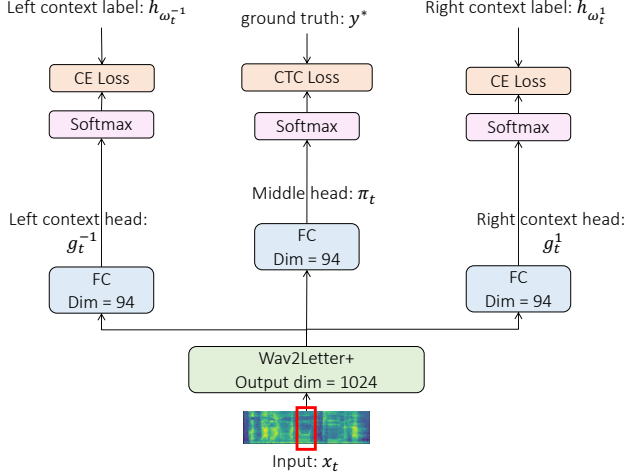 Left context label: $h_{\omega_t^{-1}}$
ground truth: $y^*$
Right context label: $h_{\omega_t^{1}}$
CE Loss
CTC Loss
CE Loss
Softmax
Softmax
Softmax
Middle head: $\pi_t$
Left context head:
$g_t^{-1}$
Right context head:
$g_t^{1}$
FC
Dim = 94
FC
Dim = 94
FC
Dim = 94
Wav2Letter+
Output dim = 1024
Input: $x_t$